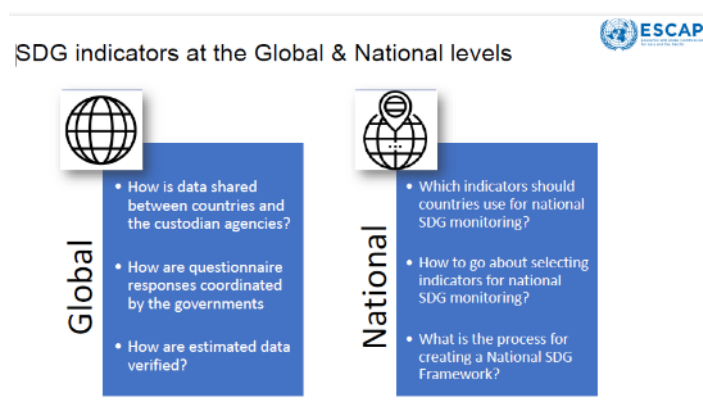 ESCAP
SDG indicators at the Global & National levels
Global
• How is data shared
between countries and
the custodian agencies?
• How are questionnaire
responses coordinated
by the governments
• How are estimated data
verified?
National
• Which indicators should
countries use for national
SDG monitoring?
• How to go about selecting
indicators for national
SDG monitoring?
• What is the process for
creating a National SDG
Framework?